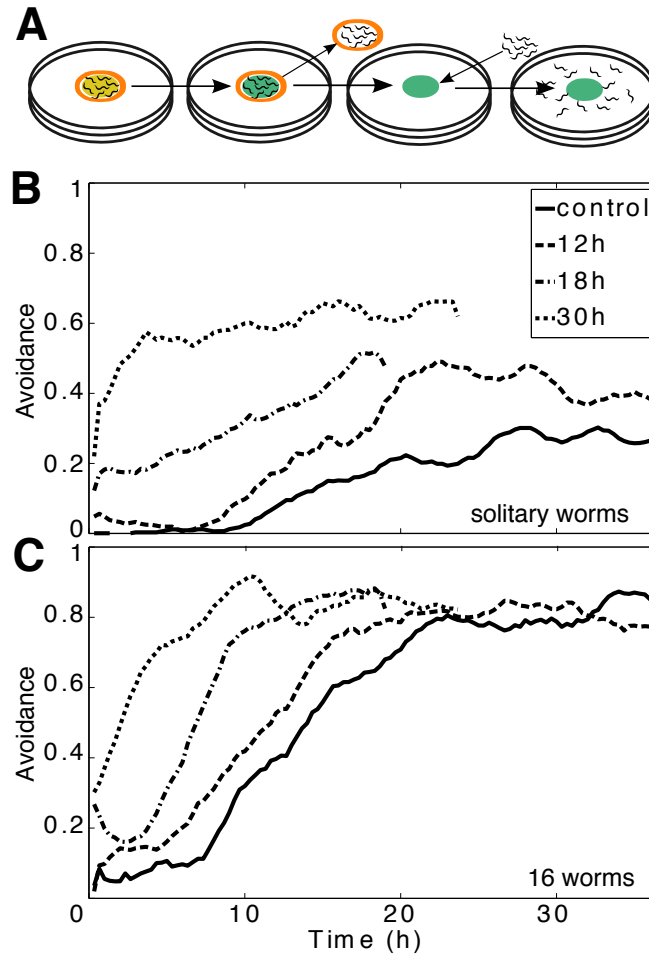 A
B
1
0.8
0.6
0.4
0.2
0
Avoidance
control
12h
18h
30h
solitary worms
C
1
0.8
0.6
0.4
0.2
Avoidance
16 worms
0 10 20 30
Time (h)